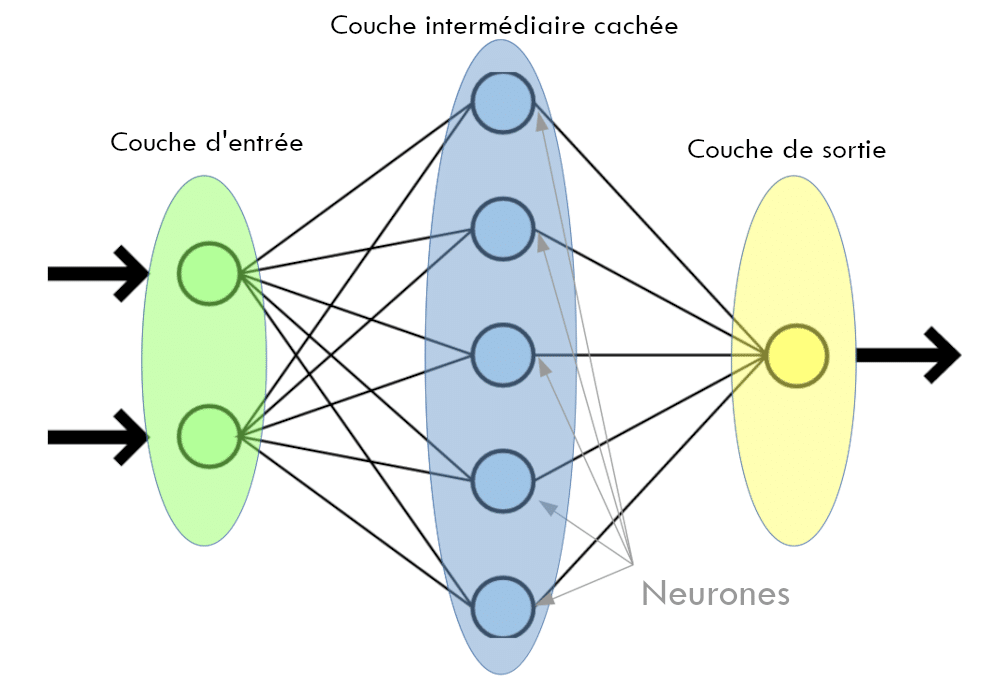 Couche intermédiaire cachée
Couche d'entrée
Couche de sortie
Neurones